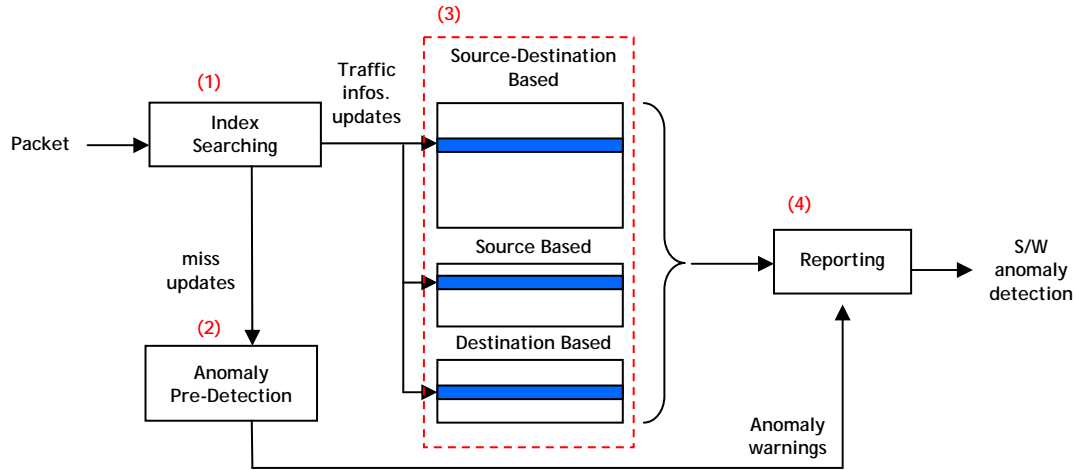 (3)
Source-Destination
Based
(1)
Traffic
infos.
updates
Packet
Index
Searching
(4)
Source Based
Reporting
S/W
anomaly
detection
miss
updates
(2)
Destination Based
Anomaly
Pre-Detection
Anomaly
warnings